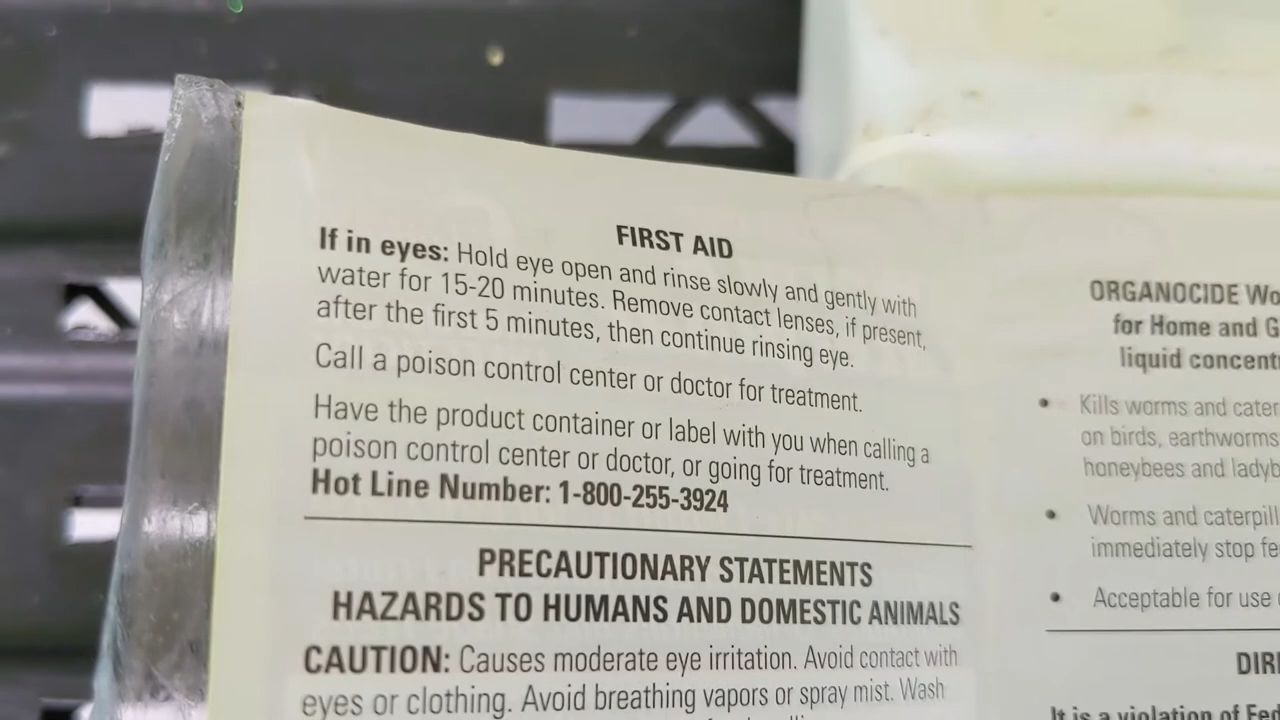 FIRST AID
If in eyes: Hold eye open and rinse slowly and gently with
water for 15-20 minutes. Remove contact lenses, if present,
after the first 5 minutes, then continue rinsing eye.
Call a poison control center or doctor for treatment.
Have the product container or label with you when calling a
poison control center or doctor, or going for treatment.
Hot Line Number: 1-800-255-3924
PRECAUTIONARY STATEMENTS
HAZARDS TO HUMANS AND DOMESTIC ANIMALS
CAUTION: Causes moderate eye irritation. Avoid contact with
eyes or clothing. Avoid breathing vapors or spray mist. Wash
ORGANOCIDE
for Home and
liquid
• Kills worms and
on birds, earthworms
honeybees and
• Worms and
immediately stop
• Acceptable for use
It is a violation of